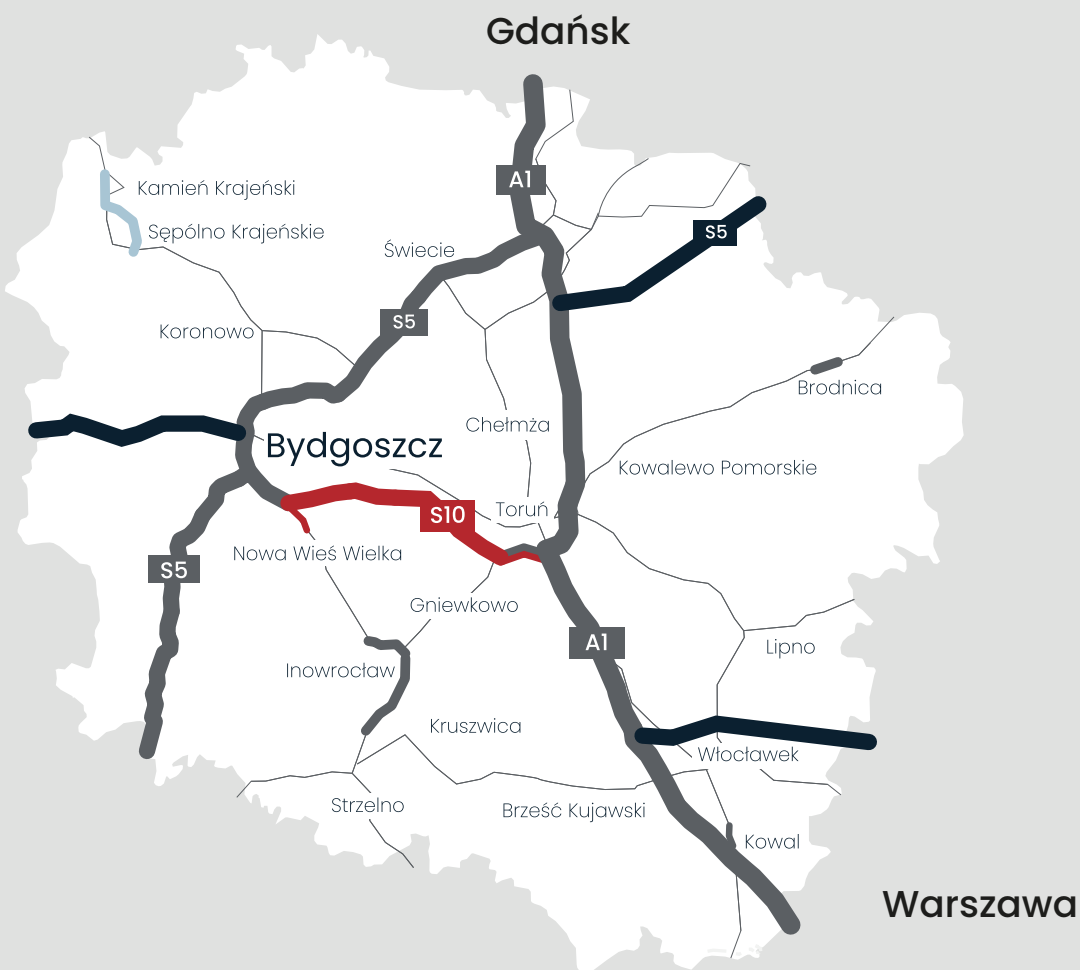 Gdańsk
A1
Kamień Krajeński
Sępólno Krajeńskie
S5
Świecie
S5
Koronowo
Brodnica
Chełmża
Bydgoszcz
Kowalewo Pomorskie
Toruń
S10
Nowa Wieś Wielka
S5
Gniewkowo
A1
Lipno
Inowrocław
Kruszwica
Włocławek
Strzelno
Brześć Kujawski
Kowal
Warszawa